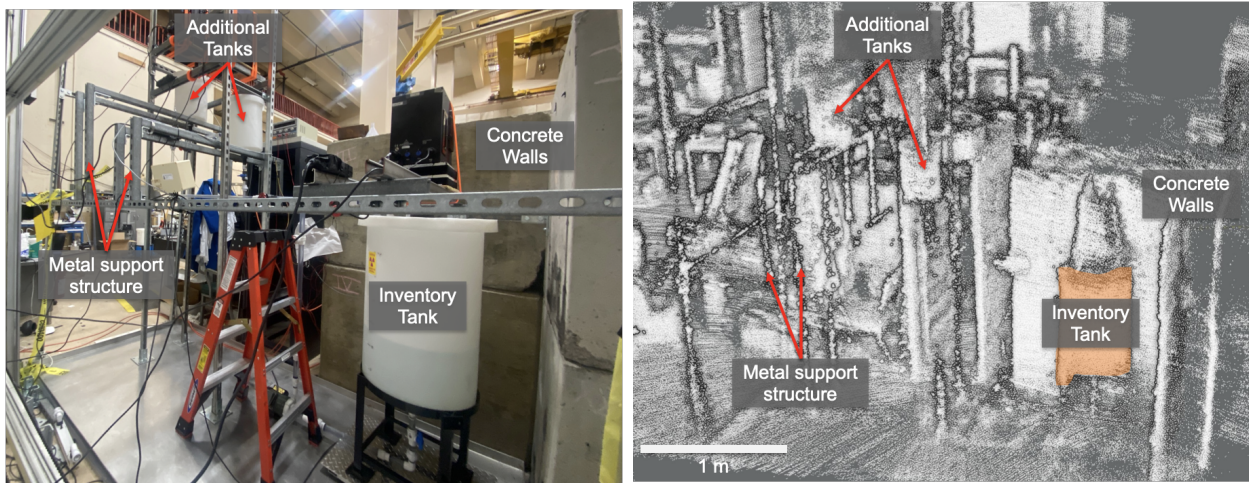 Additional
Tanks
Concrete
Walls
Metal support
structure
Inventory
Tank
Additional
Tanks
Concrete
Walls
Inventory
Tank
Metal support
structure
1 m